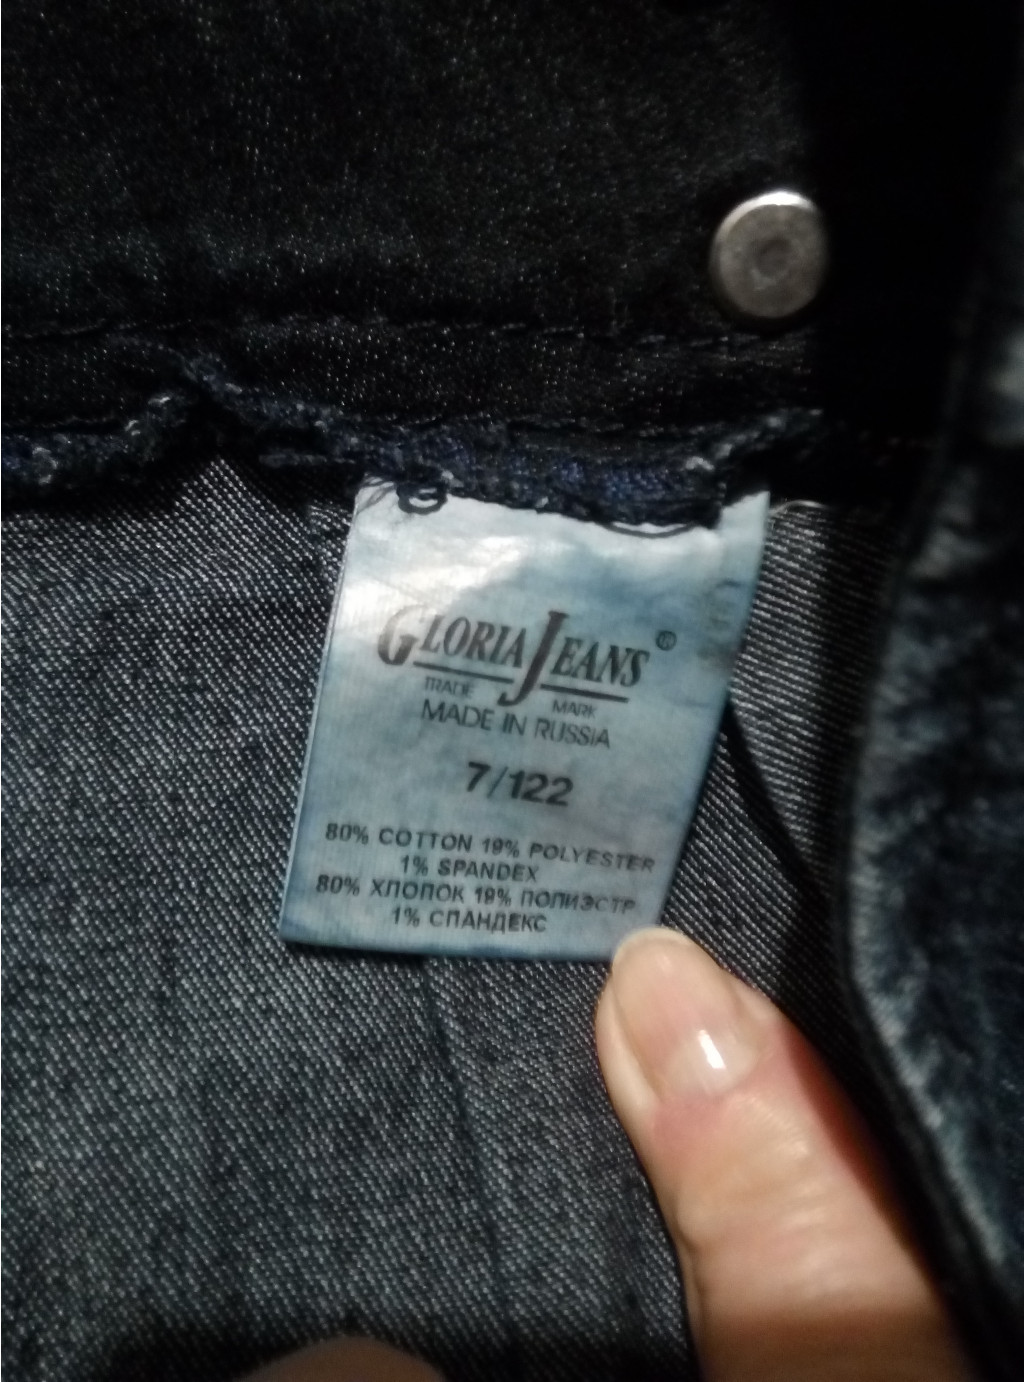 GLORIA JEANS ®
TRADE MARK
MADE IN RUSSIA
7/122
80% COTTON 19% POLYESTER
1% SPANDEX
80% ХЛОПОК 19% ПОЛИЭСТР
1% СПАНДЕКС